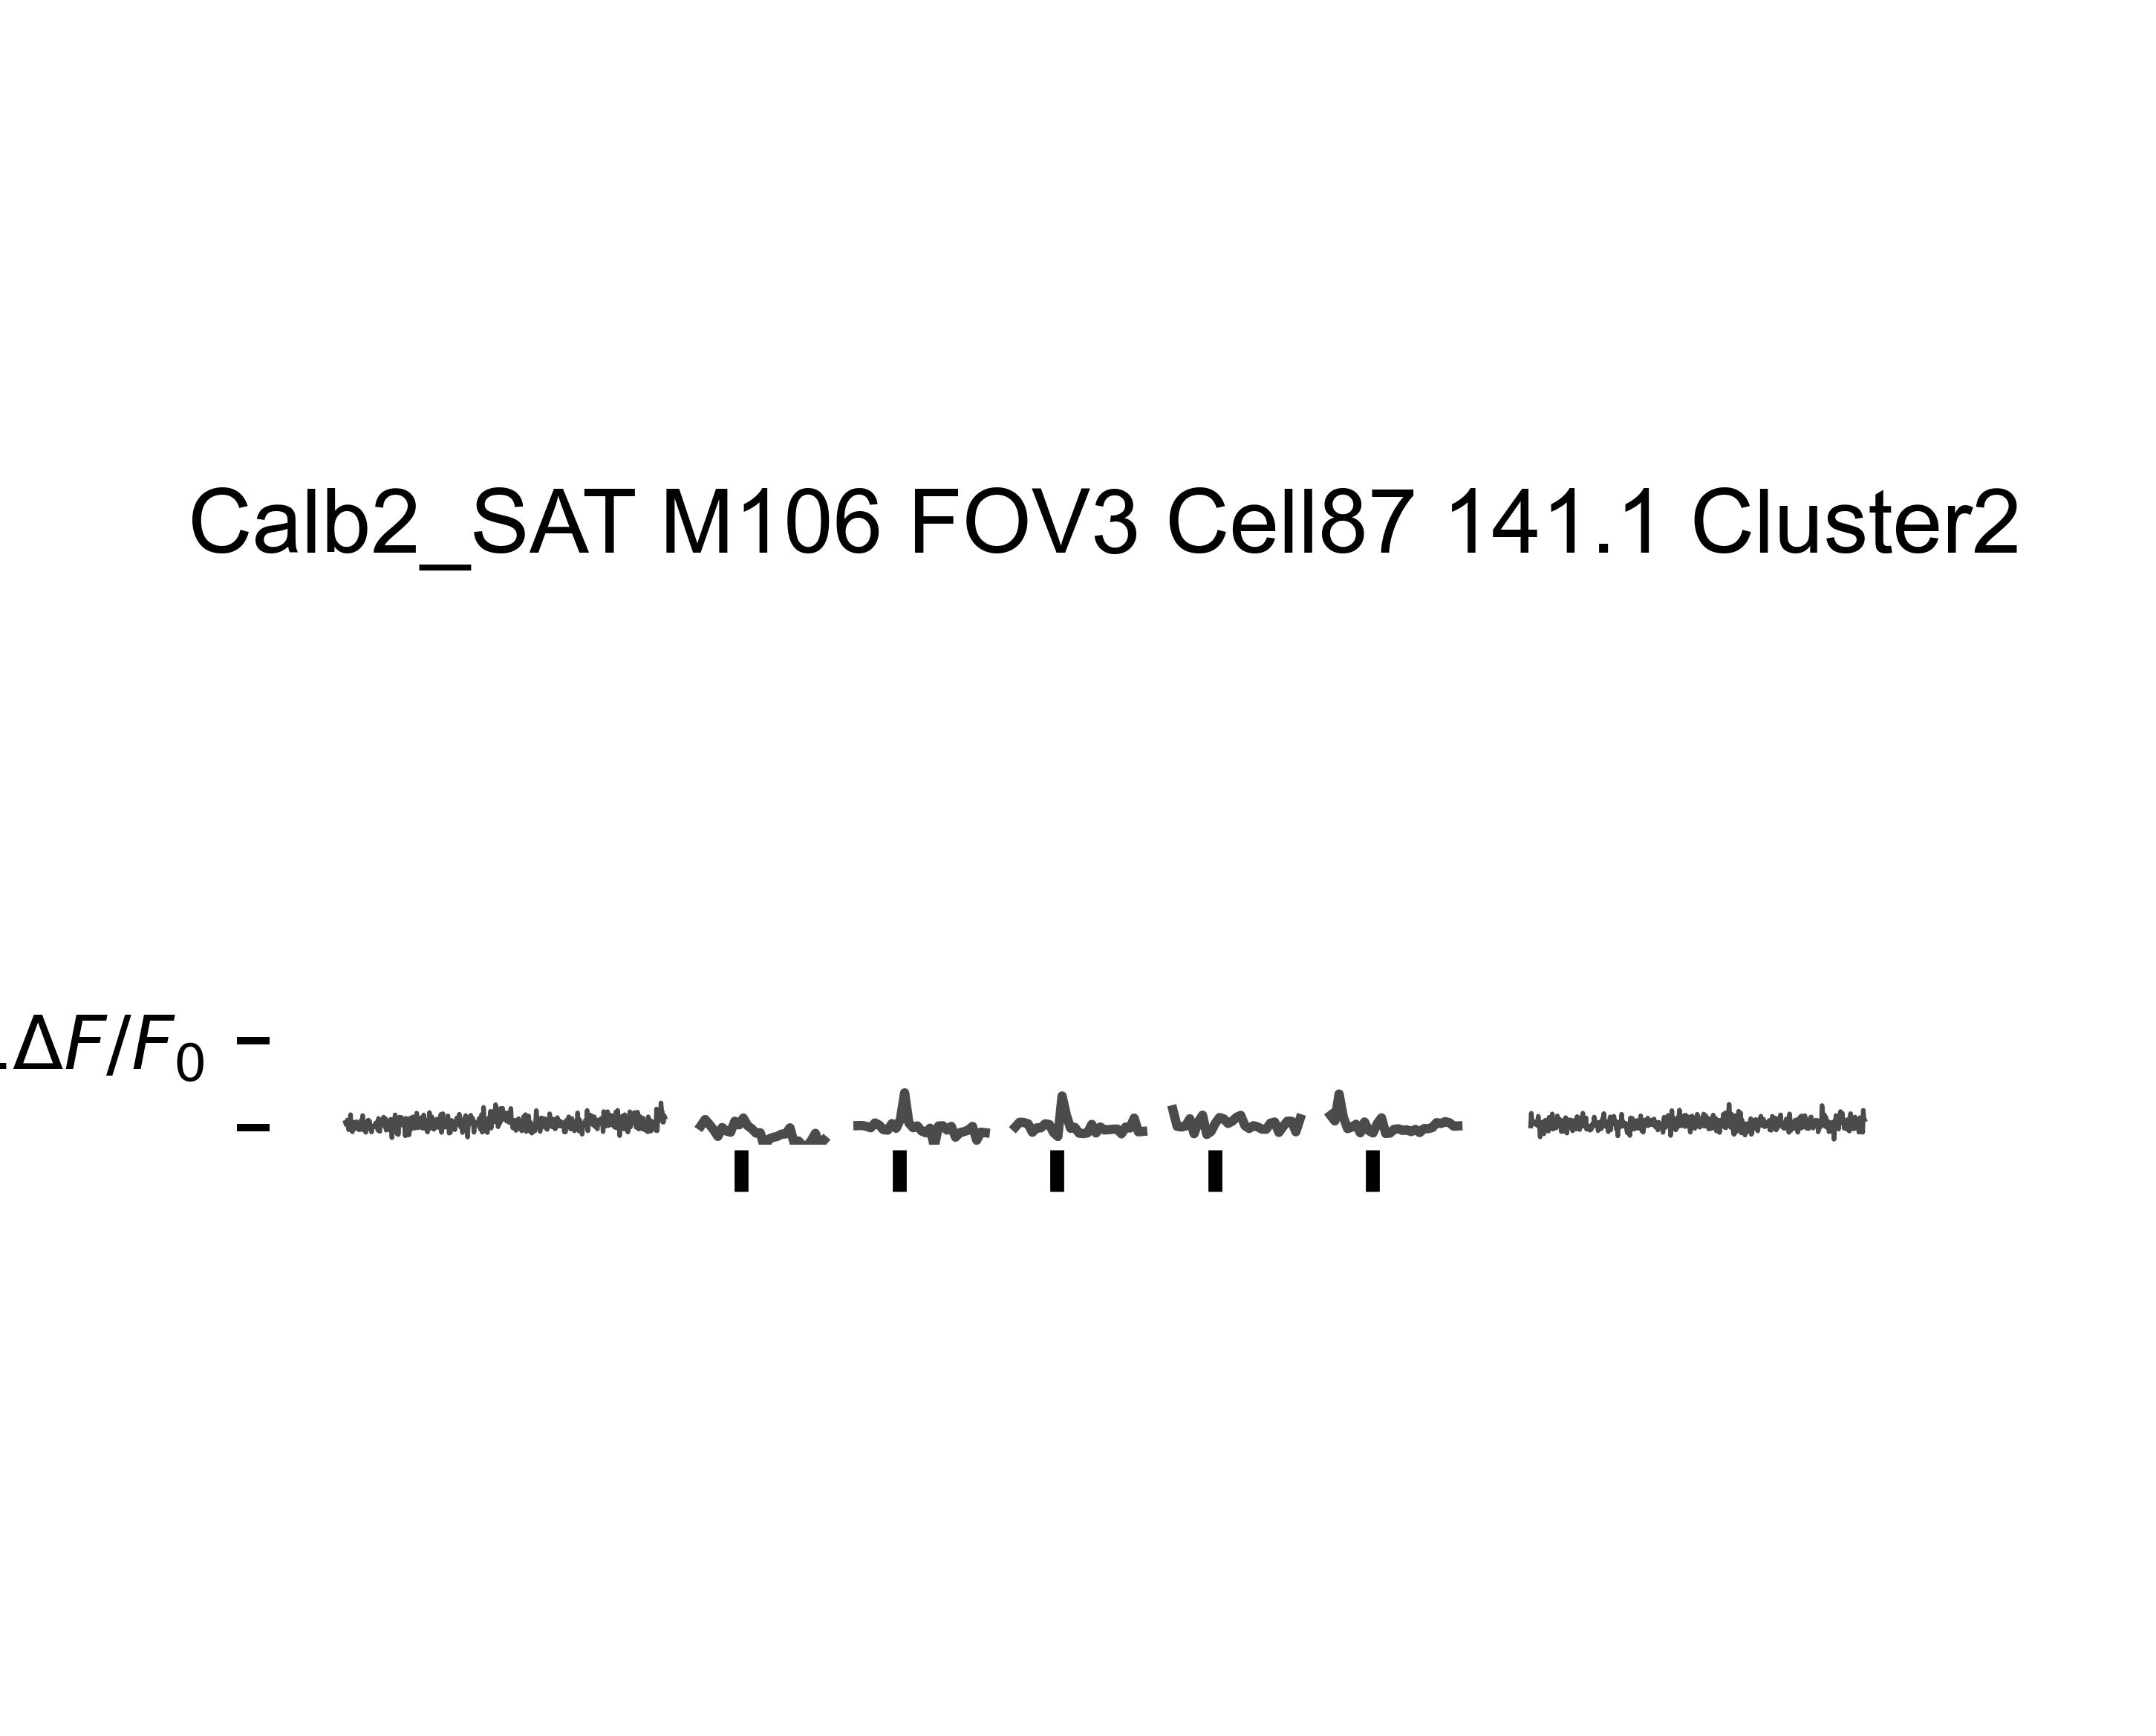 Calb2_SAT M106 FOV3 Cell87 141.1 Cluster2
.ΔF/F₀